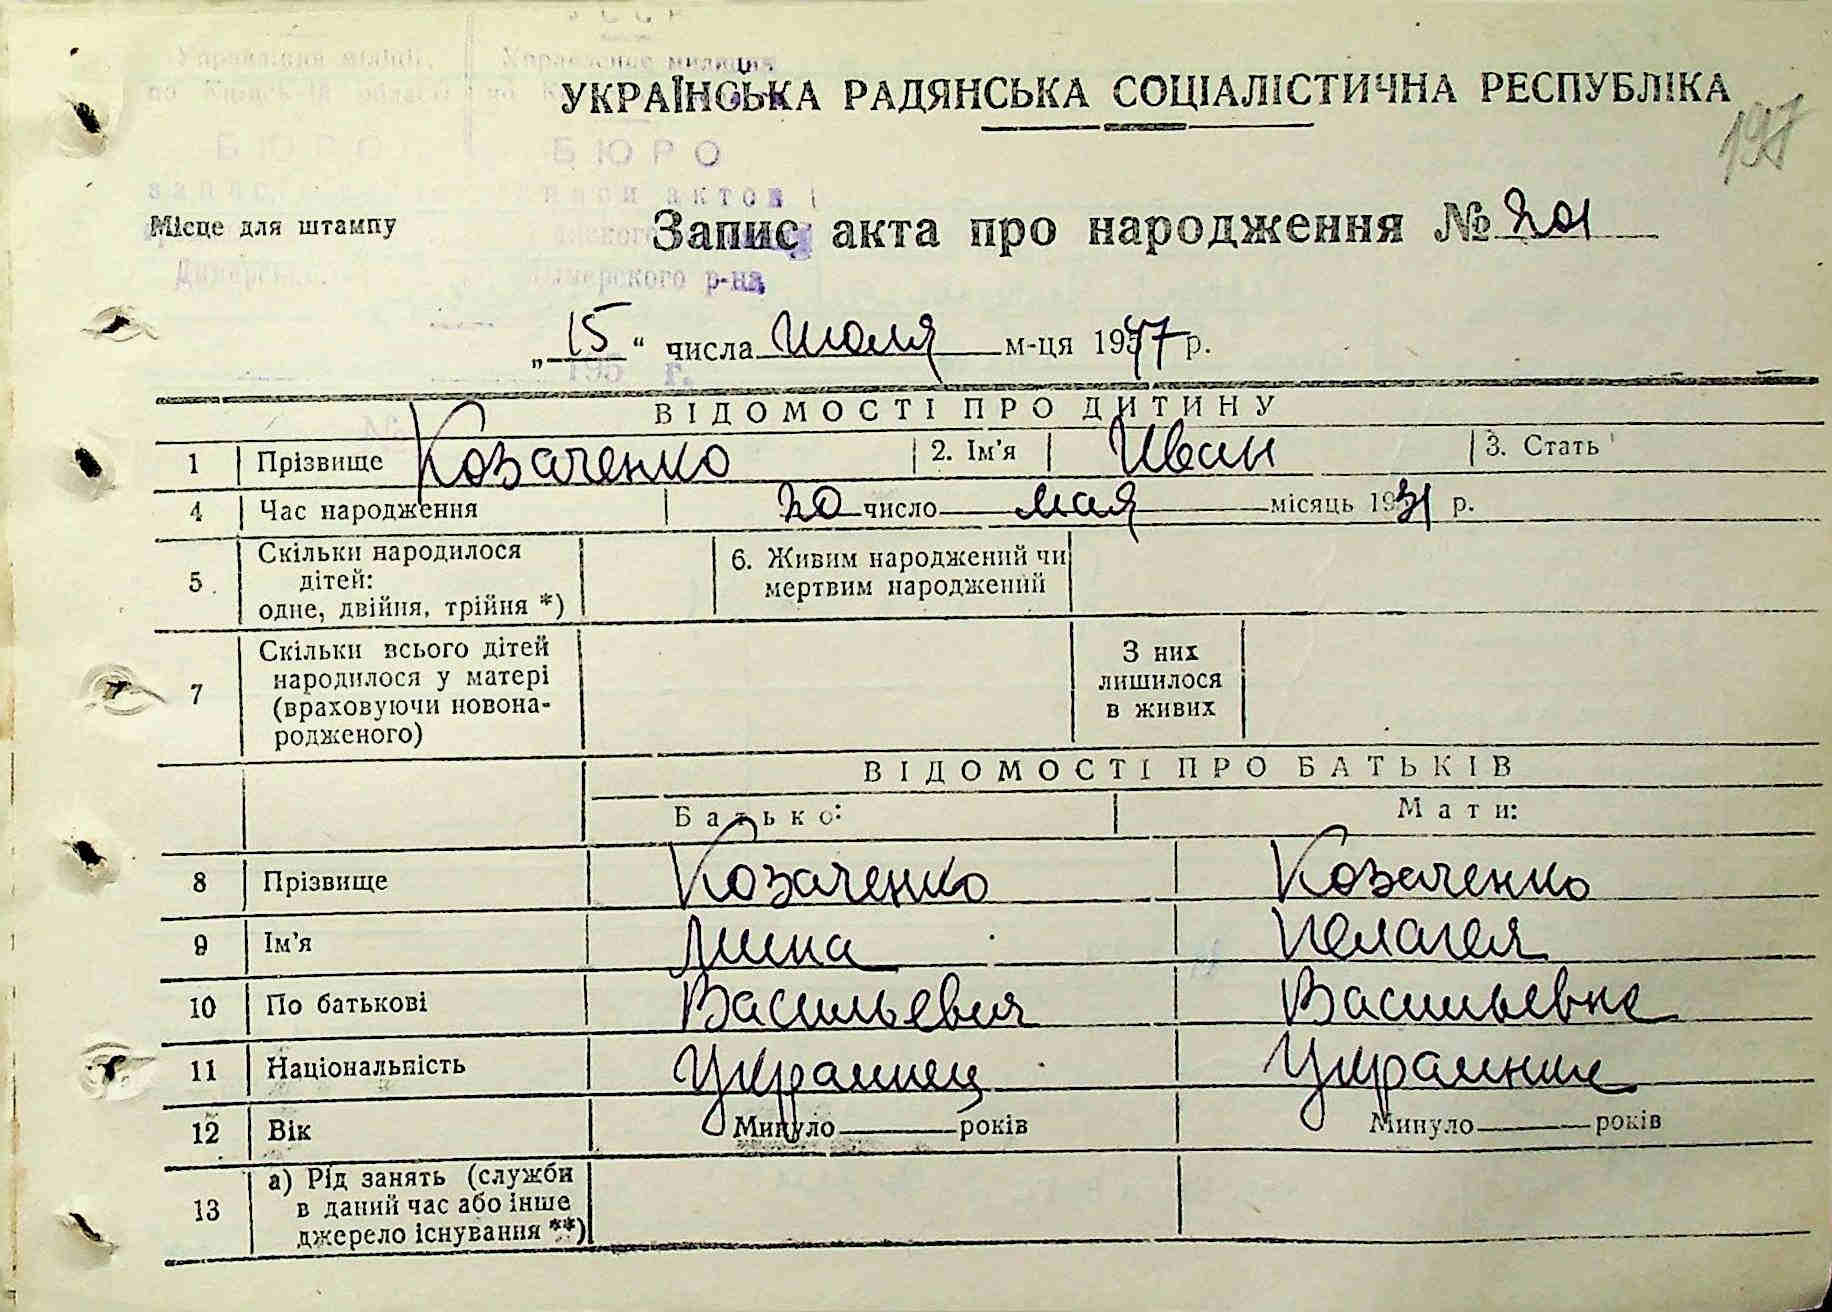 УКРАЇНСЬКА РАДЯНСЬКА СОЦІАЛІСТИЧНА РЕСПУБЛІКА
197
БЮРО БЮРО
Місце для штампу
Запис акта про народження № 201
Димерского р-на
„ 15 “ числа Июля м-ця 1947 р.
195 г.
ВІДОМОСТІ ПРО ДИТИНУ
1 Прізвище Козаченко 2. Ім'я Иван 3. Стать
4 Час народження 20 число мая місяць 1931 р.
5. Скільки народилося дітей: одне, двійня, трійня *) 6. Живим народжений чи мертвим народжений
7 Скільки всього дітей народилося у матері (враховуючи новонародженого) З них лишилося в живих
ВІДОМОСТІ ПРО БАТЬКІВ
Батько: Мати:
8 Прізвище Козаченко Козаченко
9 Ім'я Мина Пелагея
10 По батькові Васильевич Васильевна
11 Національність Украинец Украинка
12 Вік Минуло років Минуло років
13 а) Рід занять (служби в даний час або інше джерело існування **)